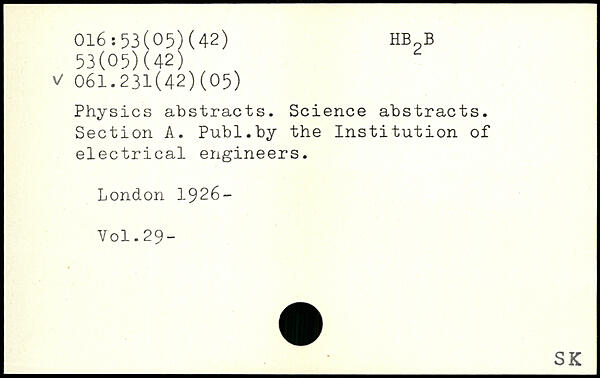 016:53(05)(42) HB₂B
53(05)(42)
✓ 061.231(42)(05)
Physics abstracts. Science abstracts.
Section A. Publ.by the Institution of
electrical engineers.
London 1926-
Vol.29-
SK